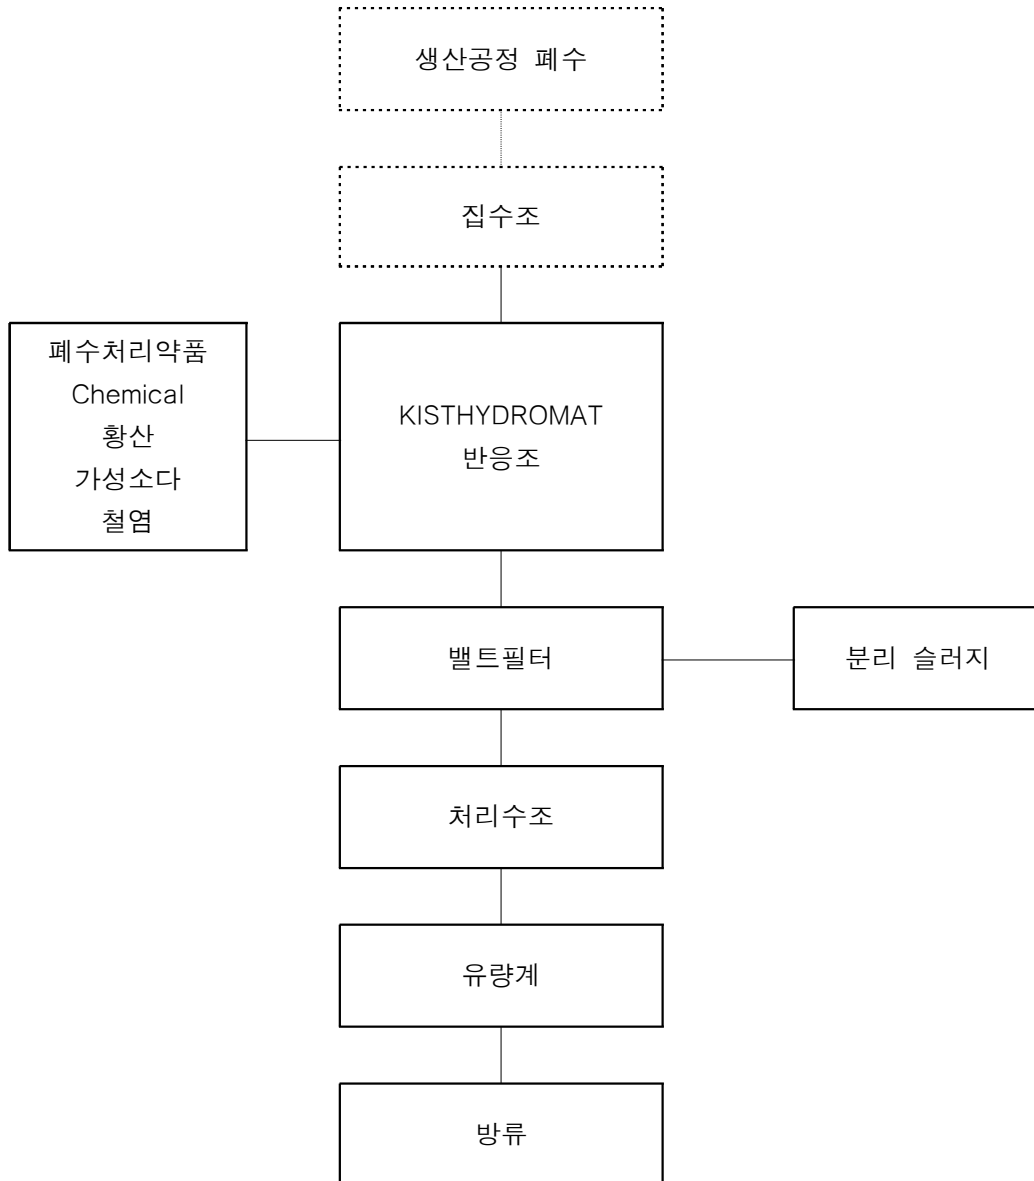 생산공정 폐수
집수조
폐수처리약품
Chemical
황산
가성소다
철염
KISTHYDROMAT
반응조
밸트필터
분리 슬러지
처리수조
유량계
방류